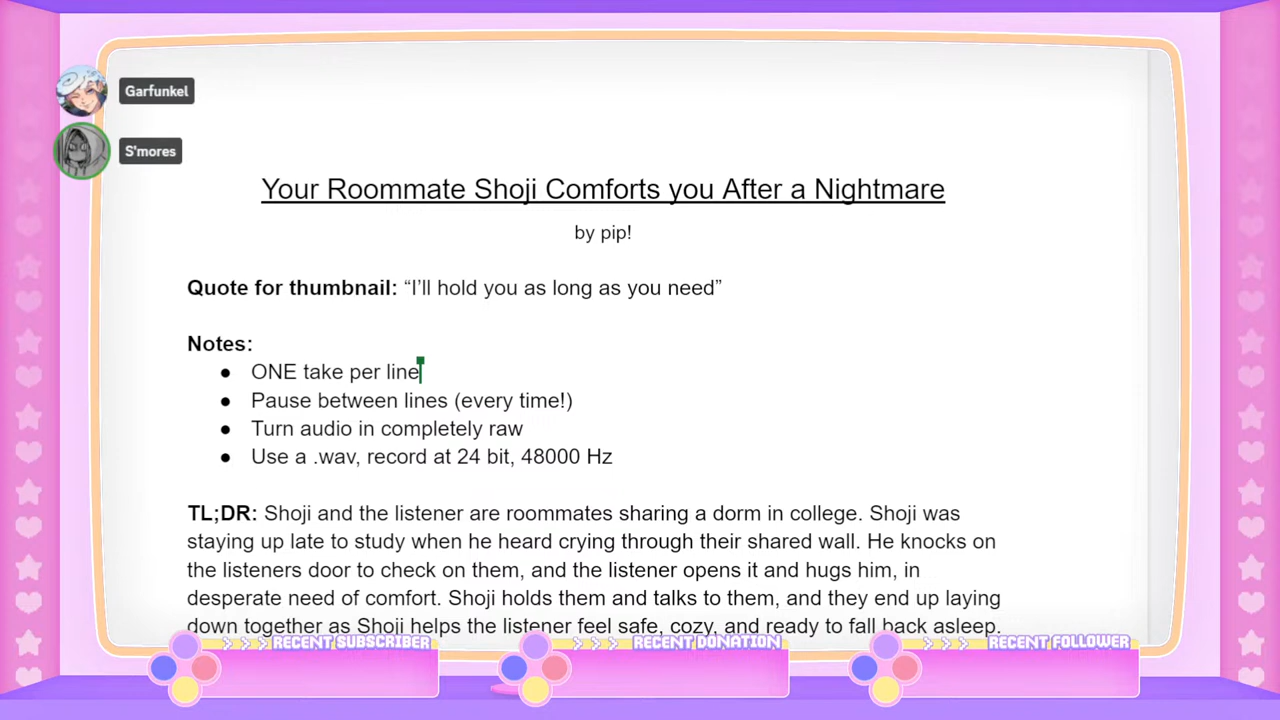 Garfunkel
S'mores
Your Roommate Shoji Comforts you After a Nightmare
by pip!
Quote for thumbnail: “I’ll hold you as long as you need”
Notes:
● ONE take per line
● Pause between lines (every time!)
● Turn audio in completely raw
● Use a .wav, record at 24 bit, 48000 Hz
TL;DR: Shoji and the listener are roommates sharing a dorm in college. Shoji was
staying up late to study when he heard crying through their shared wall. He knocks on
the listeners door to check on them, and the listener opens it and hugs him, in
desperate need of comfort. Shoji holds them and talks to them, and they end up laying
down together as Shoji helps the listener feel safe, cozy, and ready to fall back asleep.
RECENT SUBSCRIBER
RECENT DONATION
RECENT FOLLOWER